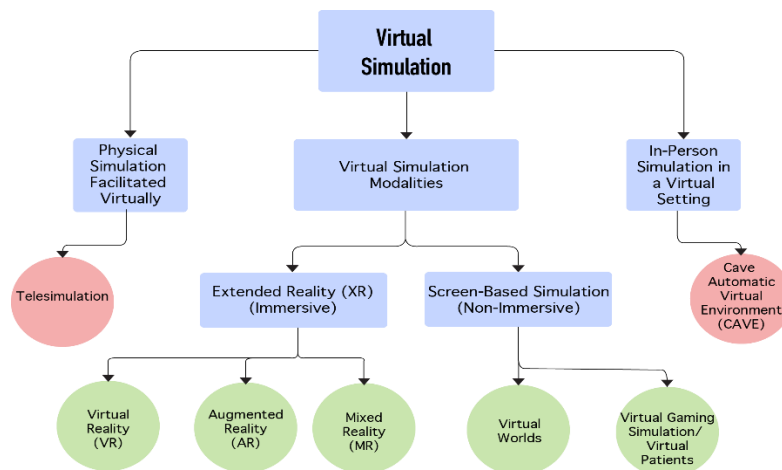 Virtual
Simulation
Physical
Simulation
Facilitated
Virtually
Virtual Simulation
Modalities
In-Person
Simulation in
a Virtual
Setting
Telesimulation
Extended Reality (XR)
(Immersive)
Screen-Based Simulation
(Non-Immersive)
Cave
Automatic
Virtual
Environment
(CAVE)
Virtual
Reality
(VR)
Augmented
Reality
(AR)
Mixed
Reality
(MR)
Virtual
Worlds
Virtual Gaming
Simulation/
Virtual
Patients